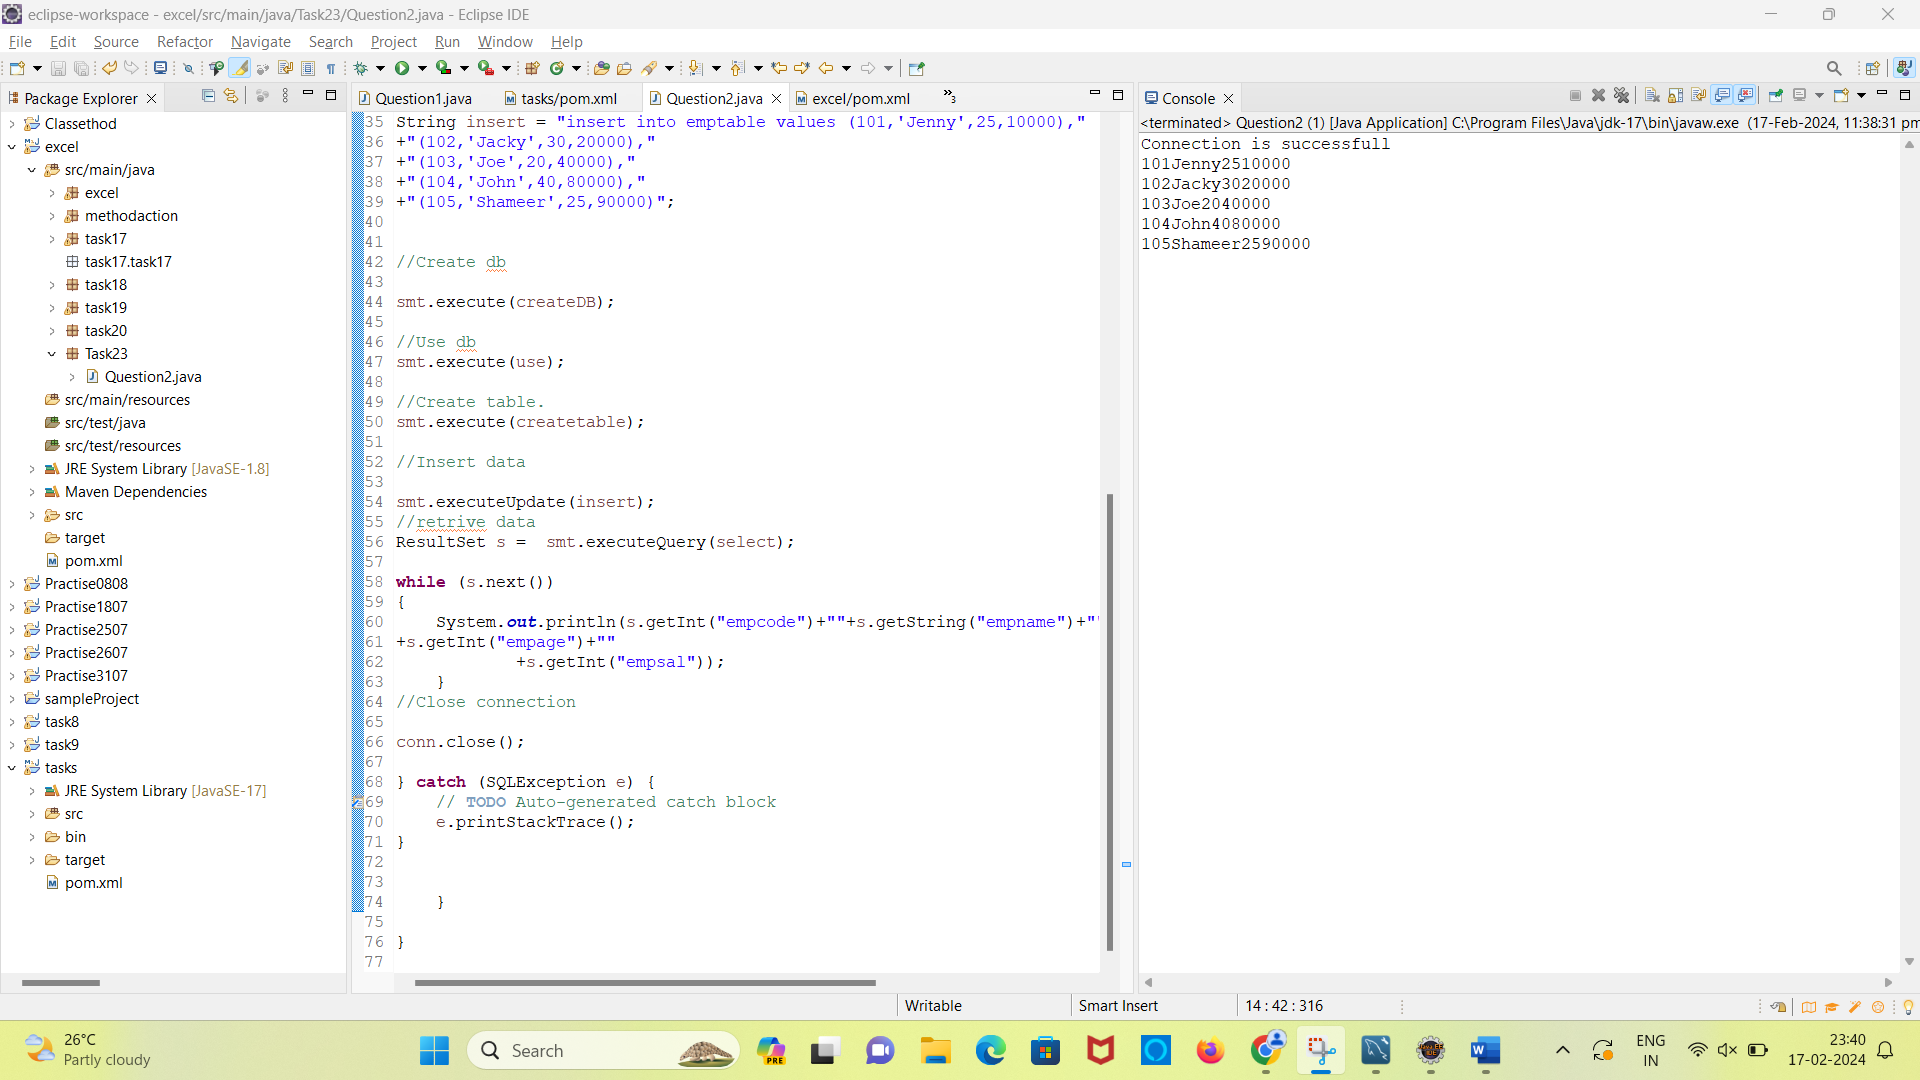 eclipse-workspace - excel/src/main/java/Task23/Question2.java - Eclipse IDE
File Edit Source Refactor Navigate Search Project Run Window Help
Package Explorer
Classethod
excel
src/main/java
excel
methodaction
task17
task17.task17
task18
task19
task20
Task23
Question2.java
src/main/resources
src/test/java
src/test/resources
JRE System Library [JavaSE-1.8]
Maven Dependencies
src
target
pom.xml
Practise0808
Practise1807
Practise2507
Practise2607
Practise3107
sampleProject
task8
task9
tasks
JRE System Library [JavaSE-17]
src
bin
target
pom.xml
Question1.java tasks/pom.xml Question2.java excel/pom.xml »3
35 String insert = "insert into emptable values (101,'Jenny',25,10000),"
36 +"(102,'Jacky',30,20000),"
37 +"(103,'Joe',20,40000),"
38 +"(104,'John',40,80000),"
39 +"(105,'Shameer',25,90000)";
40
41
42 //Create db
43
44 smt.execute(createDB);
45
46 //Use db
47 smt.execute(use);
48
49 //Create table.
50 smt.execute(createtable);
51
52 //Insert data
53
54 smt.executeUpdate(insert);
55 //retrive data
56 ResultSet s =  smt.executeQuery(select);
57
58 while (s.next())
59 {
60     System.out.println(s.getInt("empcode")+""+s.getString("empname")+"'
61 +s.getInt("empage")+""
62             +s.getInt("empsal"));
63     }
64 //Close connection
65
66 conn.close();
67
68 } catch (SQLException e) {
69     // TODO Auto-generated catch block
70     e.printStackTrace();
71 }
72
73
74     }
75
76 }
77
Console
<terminated> Question2 (1) [Java Application] C:\Program Files\Java\jdk-17\bin\javaw.exe (17-Feb-2024, 11:38:31 pm
Connection is successfull
101Jenny2510000
102Jacky3020000
103Joe2040000
104John4080000
105Shameer2590000
Writable Smart Insert 14 : 42 : 316
26°C
Partly cloudy
Search
PRE
ENG
IN
23:40
17-02-2024